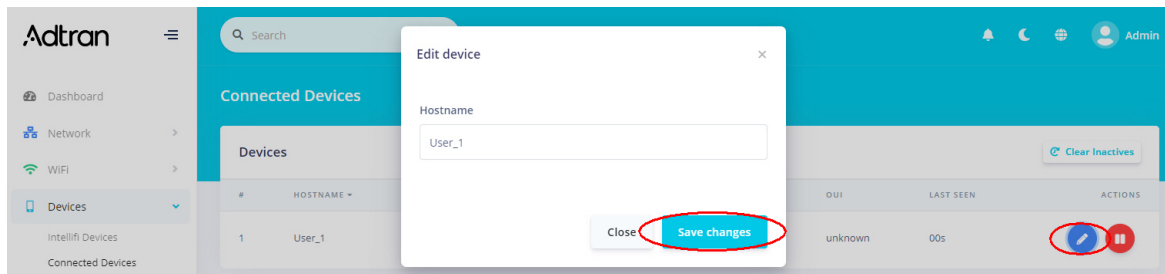 Adtran
Search
Admin
Edit device
×
Dashboard
Connected Devices
Network
Hostname
User_1
WiFi
Devices
Clear Inactives
Devices
# HOSTNAME OUI LAST SEEN ACTIONS
Intellifi Devices
1 User_1 unknown 00s
Close Save changes
Connected Devices